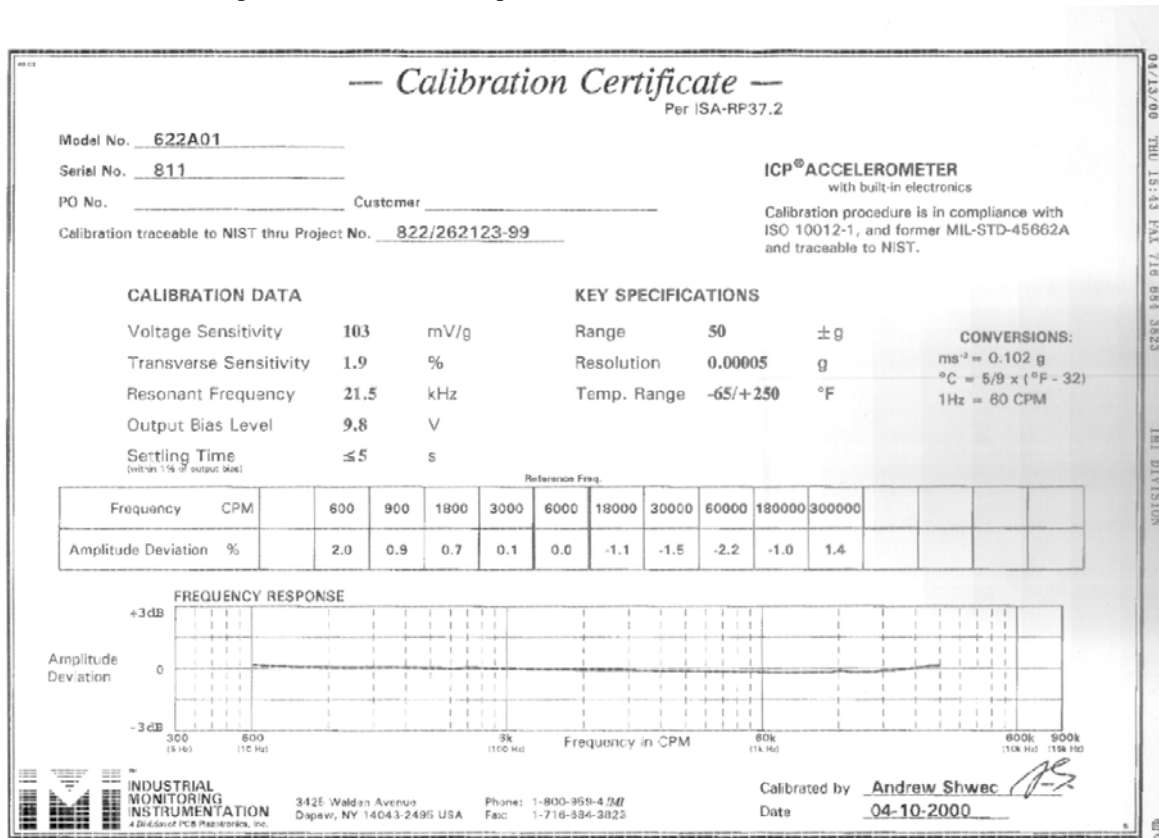 — Calibration Certificate —
Per ISA-RP37.2
Model No. 622A01
Serial No. 811
PO No. Customer
Calibration traceable to NIST thru Project No. 822/262123-99
ICP® ACCELEROMETER
with built-in electronics
Calibration procedure is in compliance with
ISO 10012-1, and former MIL-STD-45662A
and traceable to NIST.
CALIBRATION DATA
Voltage Sensitivity 103 mV/g
Transverse Sensitivity 1.9 %
Resonant Frequency 21.5 kHz
Output Bias Level 9.8 V
Settling Time ≤5 s
(within 1% of output bias)
KEY SPECIFICATIONS
Range 50 ±g
Resolution 0.00005 g
Temp. Range -65/+250 °F
CONVERSIONS:
ms⁻² = 0.102 g
°C = 5/9 x (°F - 32)
1Hz = 60 CPM
Reference Freq.
Frequency CPM 600 900 1800 3000 6000 18000 30000 60000 180000 300000
Amplitude Deviation % 2.0 0.9 0.7 0.1 0.0 -1.1 -1.5 -2.2 -1.0 1.4
FREQUENCY RESPONSE
+3dB
Amplitude
Deviation
0
-3dB
300 600 6k 60k 600k 900k
(5 Hz) (10 Hz) (100 Hz) (1k Hz) (10k Hz) (15k Hz)
Frequency in CPM
INDUSTRIAL
MONITORING
INSTRUMENTATION
A Division of PCB Piezotronics, Inc.
3425 Walden Avenue
Depew, NY 14043-2495 USA
Phone: 1-800-959-4
Fax: 1-716-684-3823
Calibrated by Andrew Shwec
Date 04-10-2000
04/13/00 THU 15:43 FAX 716 684 3823 IMI DIVISION